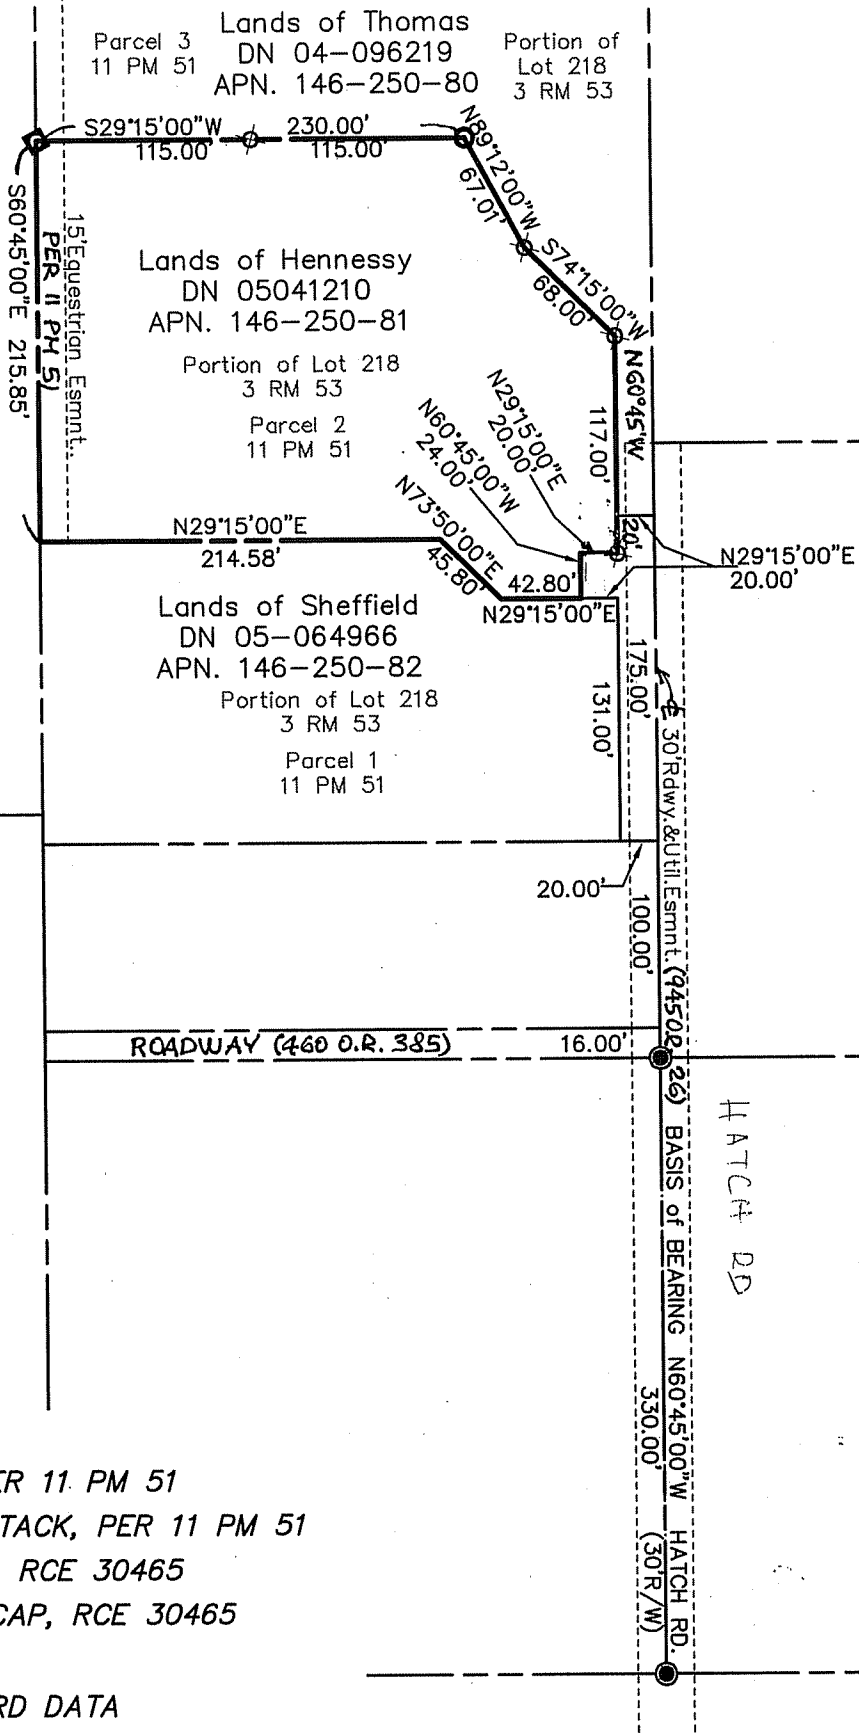 Lands of Thomas
DN 04-096219
APN. 146-250-80
Parcel 3
11 PM 51
Portion of
Lot 218
3 RM 53
S29°15'00"W
230.00'
115.00'
115.00'
N89°12'00"W
67.01'
S74°15'00"W
68.00'
S60°45'00"E 215.85'
PER 11 PM 51
15'Equestrian Esmnt..
Lands of Hennessy
DN 05041210
APN. 146-250-81
Portion of Lot 218
3 RM 53
Parcel 2
11 PM 51
N60°45'W
117.00'
N29°15'00"E
20.00'
N60°45'00"W
24.00'
N73°50'00"E
45.80'
20'
N29°15'00"E
20.00'
N29°15'00"E
214.58'
42.80'
N29°15'00"E
Lands of Sheffield
DN 05-064966
APN. 146-250-82
Portion of Lot 218
3 RM 53
Parcel 1
11 PM 51
131.00'
175.00'
30'Rdwy.&Util.Esmnt. (945OR 26)
20.00'
100.00'
ROADWAY (460 O.R. 385)
16.00'
HATCH RD
BASIS of BEARING N60°45'00"W HATCH RD.
330.00'
(30'R/W)
ER 11 PM 51
TACK, PER 11 PM 51
RCE 30465
CAP, RCE 30465
RD DATA